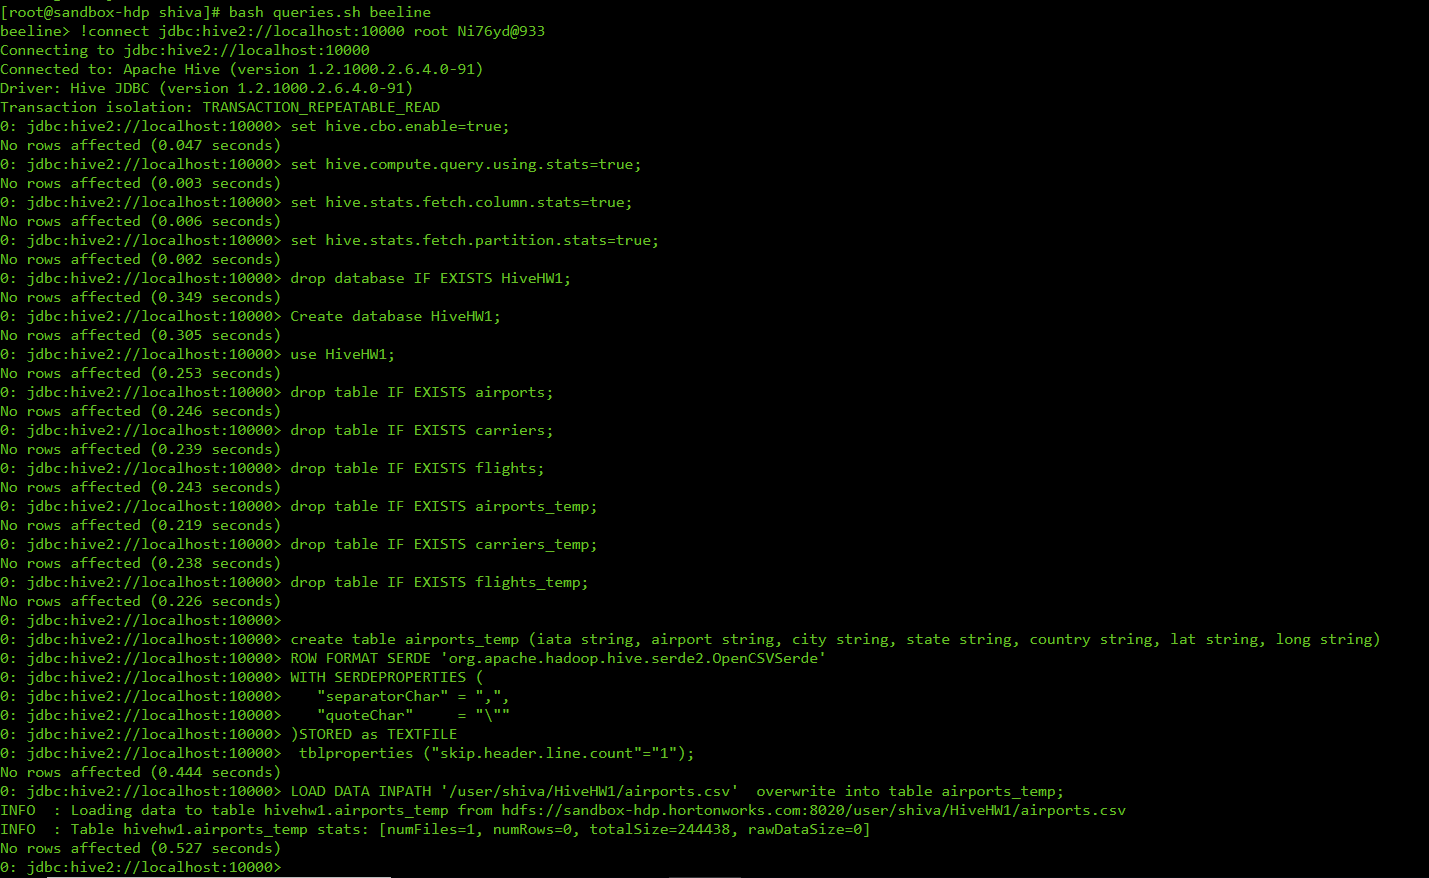 [root@sandbox-hdp shiva]# bash queries.sh beeline
beeline> !connect jdbc:hive2://localhost:10000 root Ni76yd@933
Connecting to jdbc:hive2://localhost:10000
Connected to: Apache Hive (version 1.2.1000.2.6.4.0-91)
Driver: Hive JDBC (version 1.2.1000.2.6.4.0-91)
Transaction isolation: TRANSACTION_REPEATABLE_READ
0: jdbc:hive2://localhost:10000> set hive.cbo.enable=true;
No rows affected (0.047 seconds)
0: jdbc:hive2://localhost:10000> set hive.compute.query.using.stats=true;
No rows affected (0.003 seconds)
0: jdbc:hive2://localhost:10000> set hive.stats.fetch.column.stats=true;
No rows affected (0.006 seconds)
0: jdbc:hive2://localhost:10000> set hive.stats.fetch.partition.stats=true;
No rows affected (0.002 seconds)
0: jdbc:hive2://localhost:10000> drop database IF EXISTS HiveHW1;
No rows affected (0.349 seconds)
0: jdbc:hive2://localhost:10000> Create database HiveHW1;
No rows affected (0.305 seconds)
0: jdbc:hive2://localhost:10000> use HiveHW1;
No rows affected (0.253 seconds)
0: jdbc:hive2://localhost:10000> drop table IF EXISTS airports;
No rows affected (0.246 seconds)
0: jdbc:hive2://localhost:10000> drop table IF EXISTS carriers;
No rows affected (0.239 seconds)
0: jdbc:hive2://localhost:10000> drop table IF EXISTS flights;
No rows affected (0.243 seconds)
0: jdbc:hive2://localhost:10000> drop table IF EXISTS airports_temp;
No rows affected (0.219 seconds)
0: jdbc:hive2://localhost:10000> drop table IF EXISTS carriers_temp;
No rows affected (0.238 seconds)
0: jdbc:hive2://localhost:10000> drop table IF EXISTS flights_temp;
No rows affected (0.226 seconds)
0: jdbc:hive2://localhost:10000>
0: jdbc:hive2://localhost:10000> create table airports_temp (iata string, airport string, city string, state string, country string, lat string, long string)
0: jdbc:hive2://localhost:10000> ROW FORMAT SERDE 'org.apache.hadoop.hive.serde2.OpenCSVSerde'
0: jdbc:hive2://localhost:10000> WITH SERDEPROPERTIES (
0: jdbc:hive2://localhost:10000>    "separatorChar" = ",",
0: jdbc:hive2://localhost:10000>    "quoteChar"     = "\""
0: jdbc:hive2://localhost:10000> )STORED as TEXTFILE
0: jdbc:hive2://localhost:10000>  tblproperties ("skip.header.line.count"="1");
No rows affected (0.444 seconds)
0: jdbc:hive2://localhost:10000> LOAD DATA INPATH '/user/shiva/HiveHW1/airports.csv'  overwrite into table airports_temp;
INFO  : Loading data to table hivehw1.airports_temp from hdfs://sandbox-hdp.hortonworks.com:8020/user/shiva/HiveHW1/airports.csv
INFO  : Table hivehw1.airports_temp stats: [numFiles=1, numRows=0, totalSize=244438, rawDataSize=0]
No rows affected (0.527 seconds)
0: jdbc:hive2://localhost:10000>